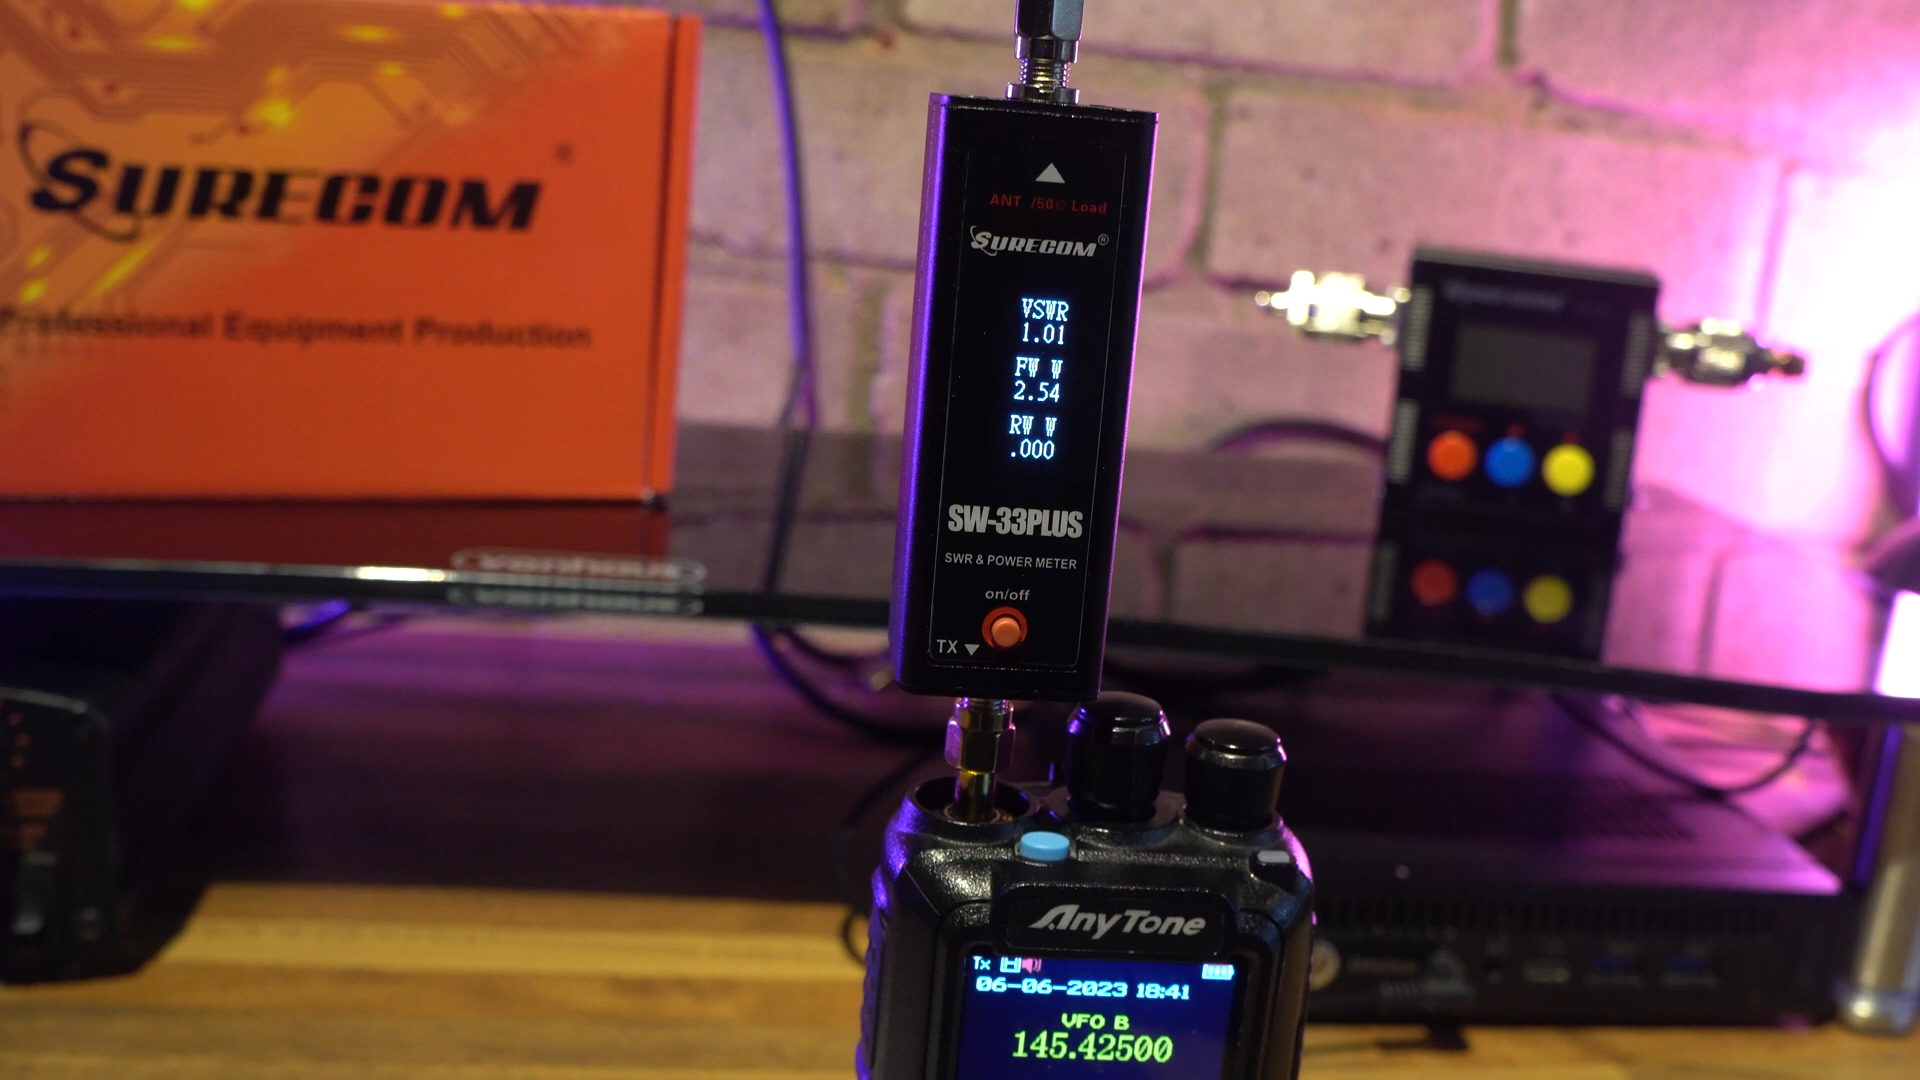 SURECOM
Professional Equipment Production
ANT. /50Ω Load
SURECOM®
VSWR
1.01
FW W
2.54
RW W
.000
SW-33PLUS
SWR & POWER METER
on/off
TX
vonhaus
AnyTone
Tx
06-06-2023 18:41
VFO B
145.42500